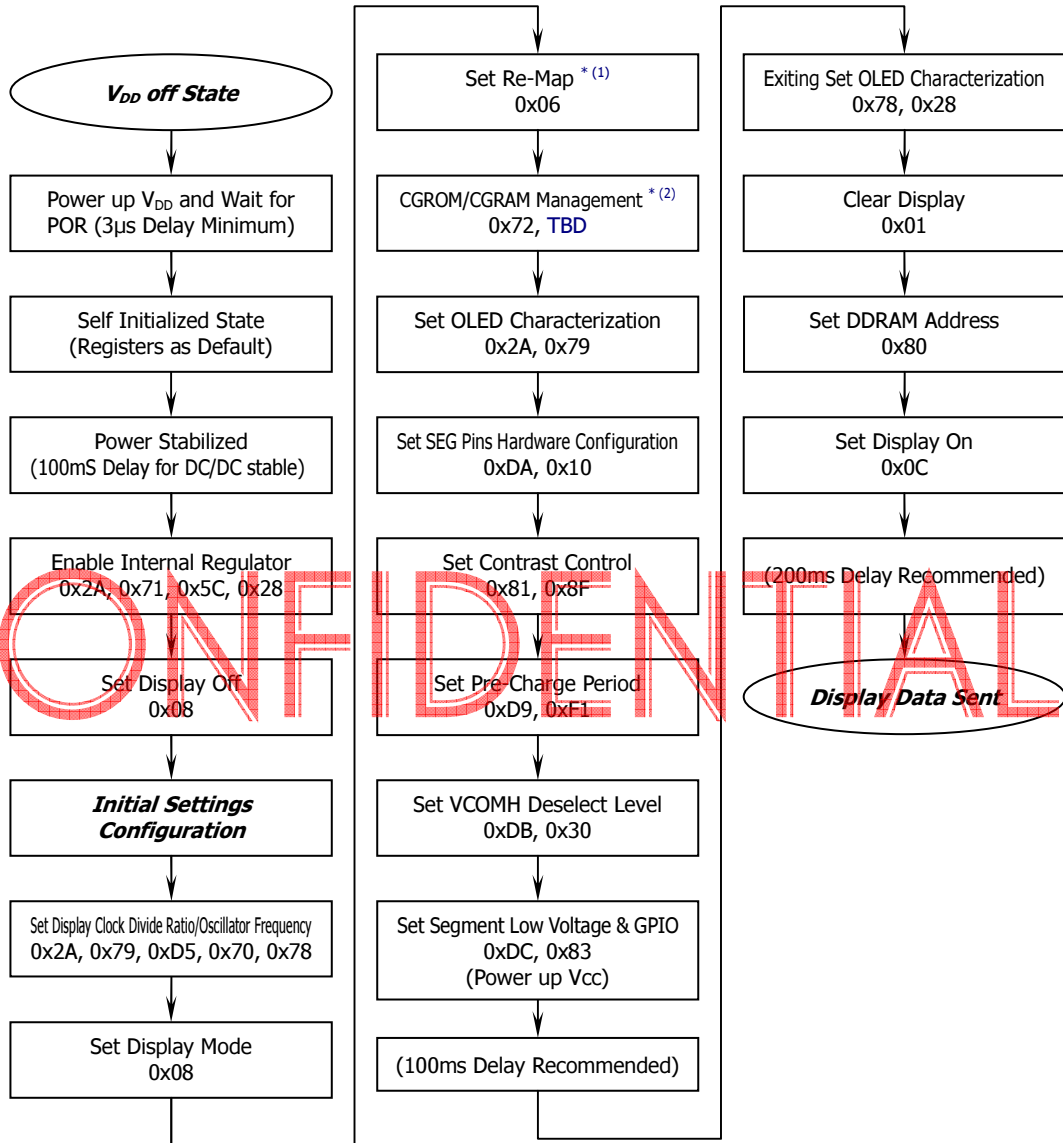 V_DD off State
Power up V_DD and Wait for
POR (3µs Delay Minimum)
Self Initialized State
(Registers as Default)
Power Stabilized
(100mS Delay for DC/DC stable)
Enable Internal Regulator
0x2A, 0x71, 0x5C, 0x28
Set Display Off
0x08
Initial Settings
Configuration
Set Display Clock Divide Ratio/Oscillator Frequency
0x2A, 0x79, 0xD5, 0x70, 0x78
Set Display Mode
0x08
Set Re-Map * (1)
0x06
CGROM/CGRAM Management * (2)
0x72, TBD
Set OLED Characterization
0x2A, 0x79
Set SEG Pins Hardware Configuration
0xDA, 0x10
Set Contrast Control
0x81, 0x8F
Set Pre-Charge Period
0xD9, 0xF1
Set VCOMH Deselect Level
0xDB, 0x30
Set Segment Low Voltage & GPIO
0xDC, 0x83
(Power up Vcc)
(100ms Delay Recommended)
Exiting Set OLED Characterization
0x78, 0x28
Clear Display
0x01
Set DDRAM Address
0x80
Set Display On
0x0C
(200ms Delay Recommended)
Display Data Sent
ONFIDENTIAL